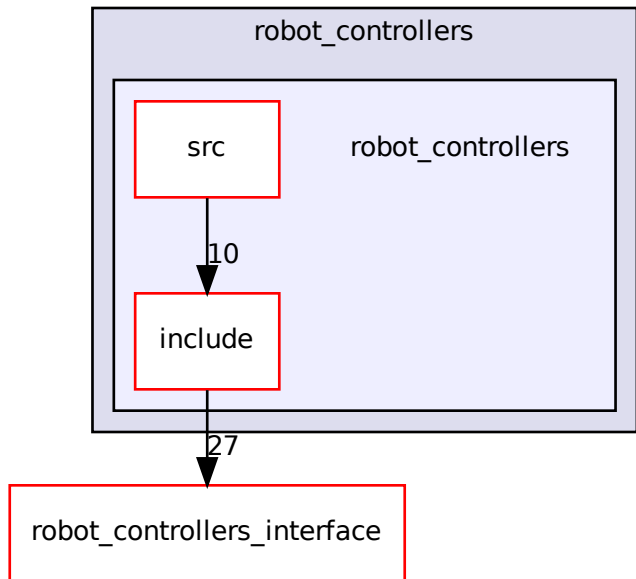 robot_controllers
src
robot_controllers
10
include
27
robot_controllers_interface